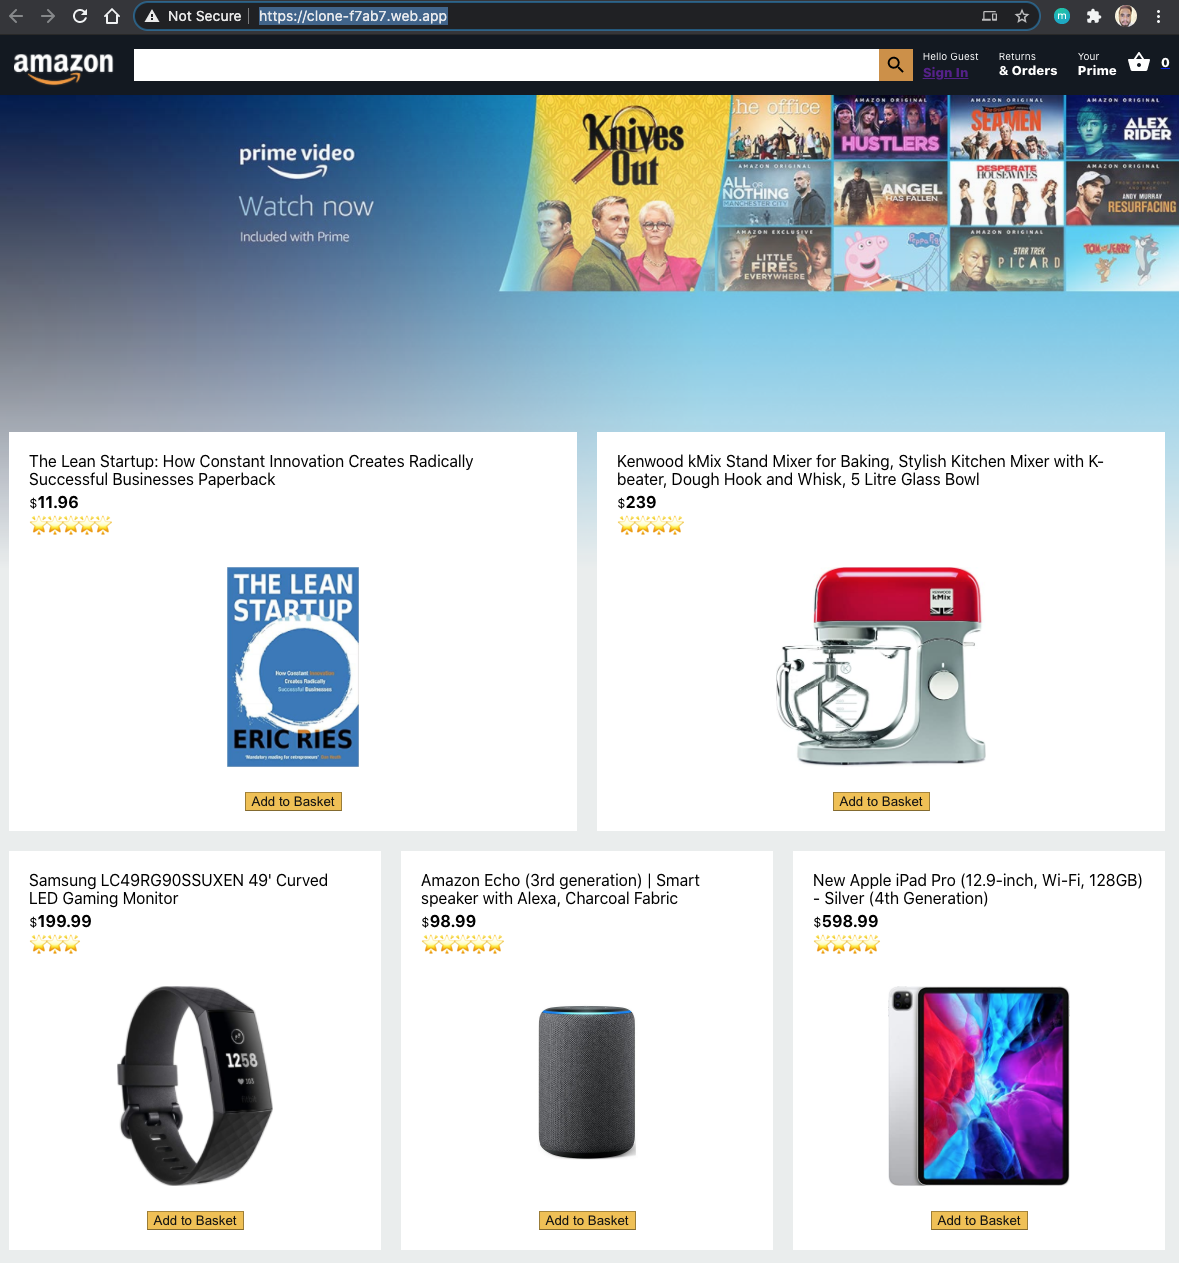 Not Secure
https://clone-f7ab7.web.app
m
amazon
Hello Guest
Sign In
Returns
& Orders
Your
Prime
0
prime video
Watch now
Included with Prime
Knives
Out
he office
AMAZON ORIGINAL
HUSTLERS
AMAZON ORIGINAL
SEAMEN
ALEX
RIDER
AMAZON ORIGINAL
ALL OR
NOTHING
MANCHESTER CITY
ANGEL
HAS FALLEN
DESPERATE
HOUSEWIVES
AMAZON ORIGINAL
ANDY MURRAY
RESURFACING
AMAZON EXCLUSIVE
LITTLE
FIRES
EVERYWHERE
Peppa Pig
AMAZON ORIGINAL
STAR TREK
PICARD
TOM and JERRY
The Lean Startup: How Constant Innovation Creates Radically
Successful Businesses Paperback
$11.96
THE LEAN
STARTUP
How Constant Innovation
Creates Radically
Successful Businesses
ERIC RIES
'Mandatory reading for entrepreneurs'
Add to Basket
Kenwood kMix Stand Mixer for Baking, Stylish Kitchen Mixer with K-
beater, Dough Hook and Whisk, 5 Litre Glass Bowl
$239
KENWOOD
kMix
Add to Basket
Samsung LC49RG90SSUXEN 49' Curved
LED Gaming Monitor
$199.99
1258
103
Add to Basket
Amazon Echo (3rd generation) | Smart
speaker with Alexa, Charcoal Fabric
$98.99
Add to Basket
New Apple iPad Pro (12.9-inch, Wi-Fi, 128GB)
- Silver (4th Generation)
$598.99
Add to Basket